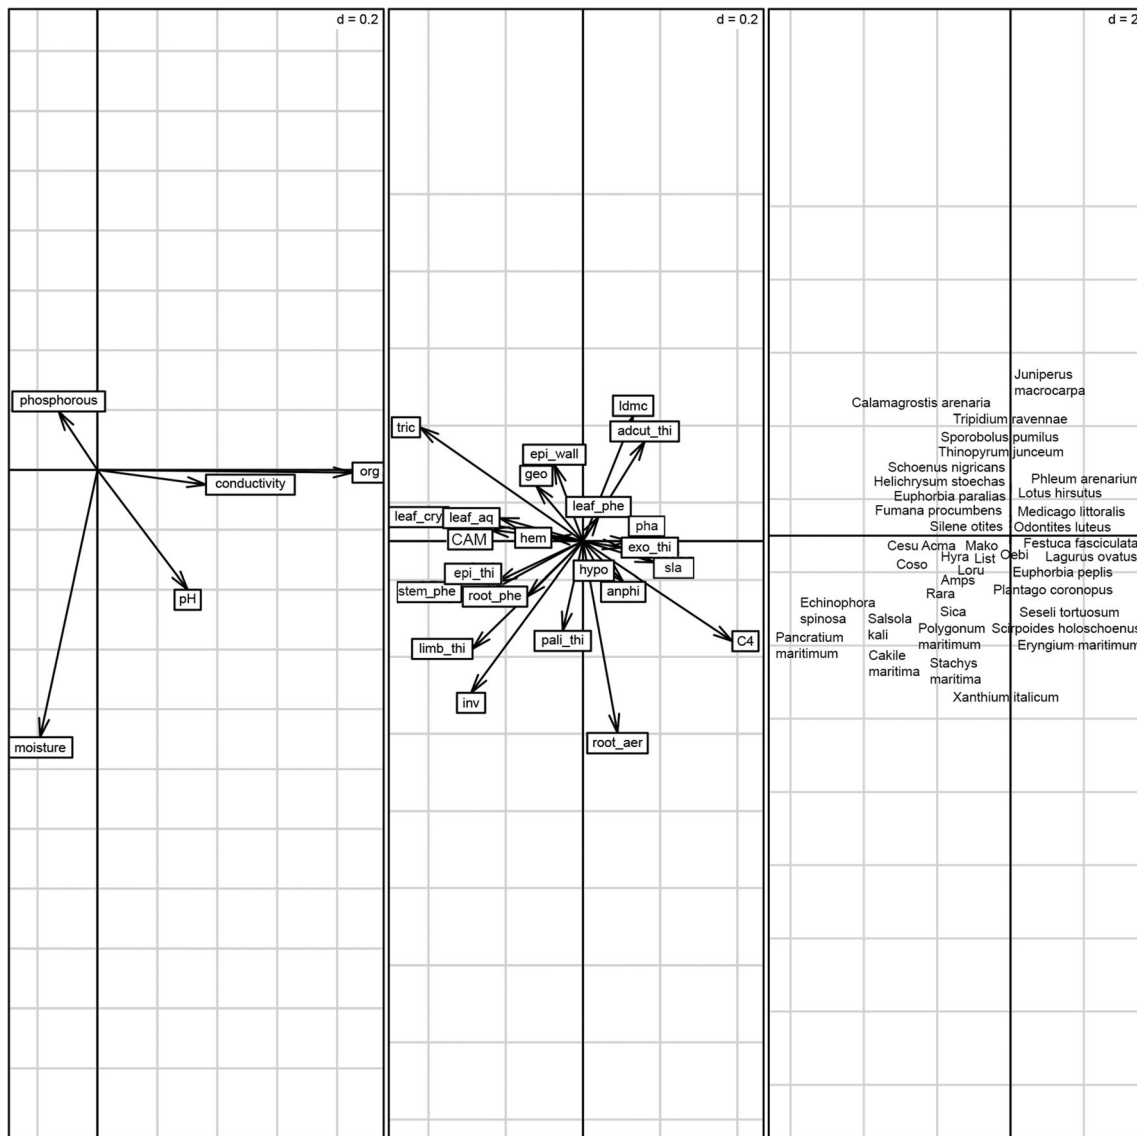 d = 0.2
phosphorous
org
conductivity
pH
moisture
d = 0.2
ldmc
tric
adcut_thi
epi_wall
geo
leaf_phe
leaf_cry
leaf_aq
pha
CAM
hem
exo_thi
sla
epi_thi
hypo
stem_phe
root_phe
anphi
pali_thi
C4
limb_thi
inv
root_aer
d = 2
Juniperus
macrocarpa
Calamagrostis arenaria
Tripidium ravennae
Sporobolus pumilus
Thinopyrum junceum
Schoenus nigricans
Helichrysum stoechas
Phleum arenarium
Euphorbia paralias
Lotus hirsutus
Fumana procumbens
Medicago littoralis
Silene otites
Odontites luteus
Cesu Acma Mako
Festuca fasciculata
Hyra List Oebi
Lagurus ovatus
Coso
Loru
Euphorbia peplis
Amps
Rara
Plantago coronopus
Echinophora
spinosa
Sica
Seseli tortuosum
Salsola
kali
Polygonum
maritimum
Scirpoides holoschoenus
Pancratium
maritimum
Eryngium maritimum
Cakile
maritima
Stachys
maritima
Xanthium italicum